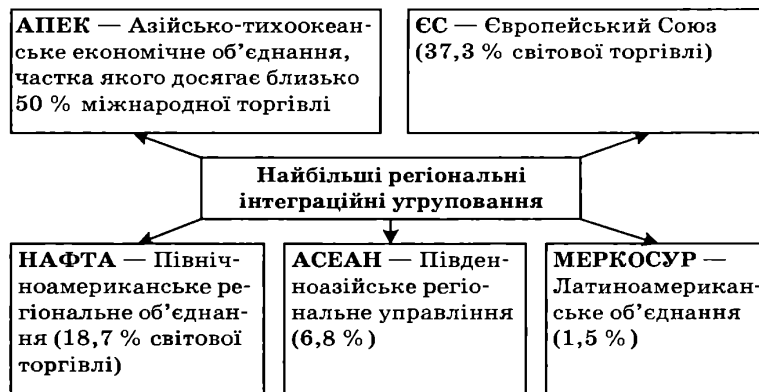 АПЕК — Азійсько-тихоокеан-
ське економічне об’єднання,
частка якого досягає близько
50 % міжнародної торгівлі
ЄС — Європейський Союз
(37,3 % світової торгівлі)
Найбільші регіональні
інтеграційні угруповання
НАФТА — Північ-
ноамериканське ре-
гіональне об’єднан-
ня (18,7 % світової
торгівлі)
АСЕАН — Півден-
ноазійське регіо-
нальне управління
(6,8 %)
МЕРКОСУР —
Латиноамерикан-
ське об’єднання
(1,5 %)